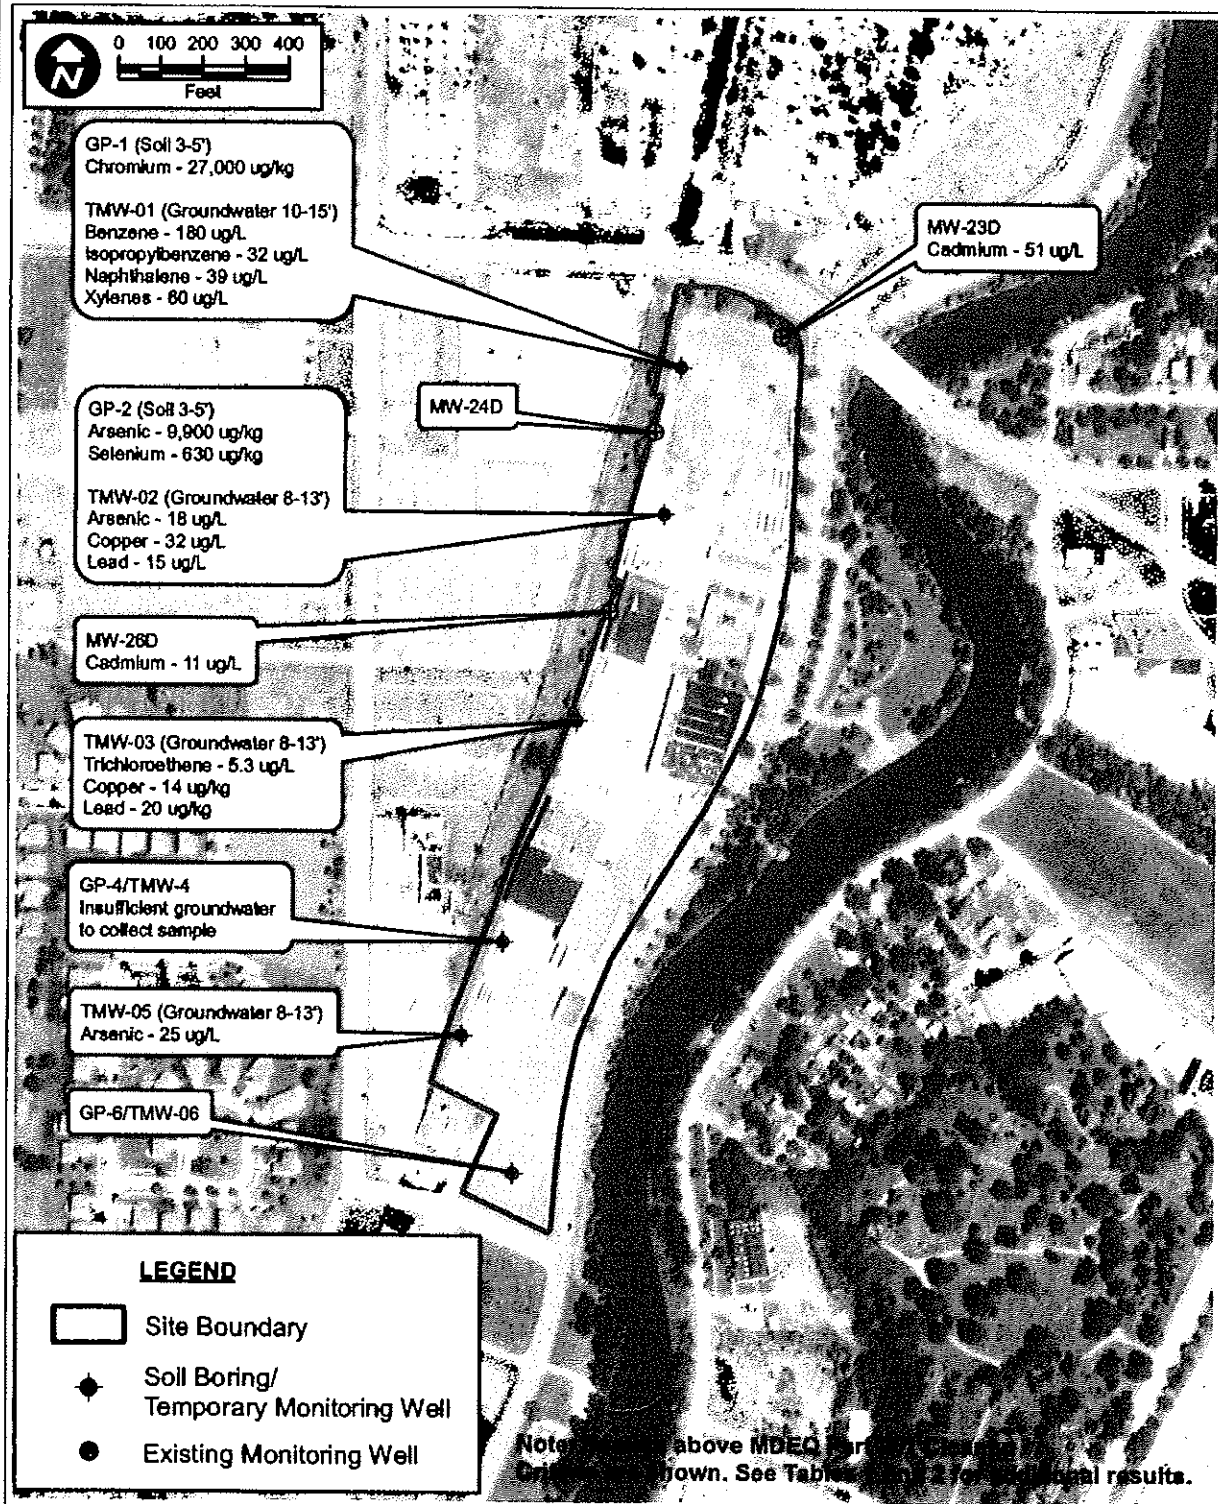 N
0 100 200 300 400
Feet
GP-1 (Soil 3-5')
Chromium - 27,000 ug/kg
TMW-01 (Groundwater 10-15')
Benzene - 180 ug/L
Isopropylbenzene - 32 ug/L
Naphthalene - 39 ug/L
Xylenes - 60 ug/L
MW-23D
Cadmium - 51 ug/L
MW-24D
GP-2 (Soil 3-5')
Arsenic - 9,900 ug/kg
Selenium - 630 ug/kg
TMW-02 (Groundwater 8-13')
Arsenic - 18 ug/L
Copper - 32 ug/L
Lead - 15 ug/L
MW-26D
Cadmium - 11 ug/L
TMW-03 (Groundwater 8-13')
Trichloroethene - 5.3 ug/L
Copper - 14 ug/kg
Lead - 20 ug/kg
GP-4/TMW-4
Insufficient groundwater
to collect sample
TMW-05 (Groundwater 8-13')
Arsenic - 25 ug/L
GP-6/TMW-06
LEGEND
Site Boundary
Soil Boring/
Temporary Monitoring Well
Existing Monitoring Well
above MDEQ
shown. See Tables 2 for additional results.